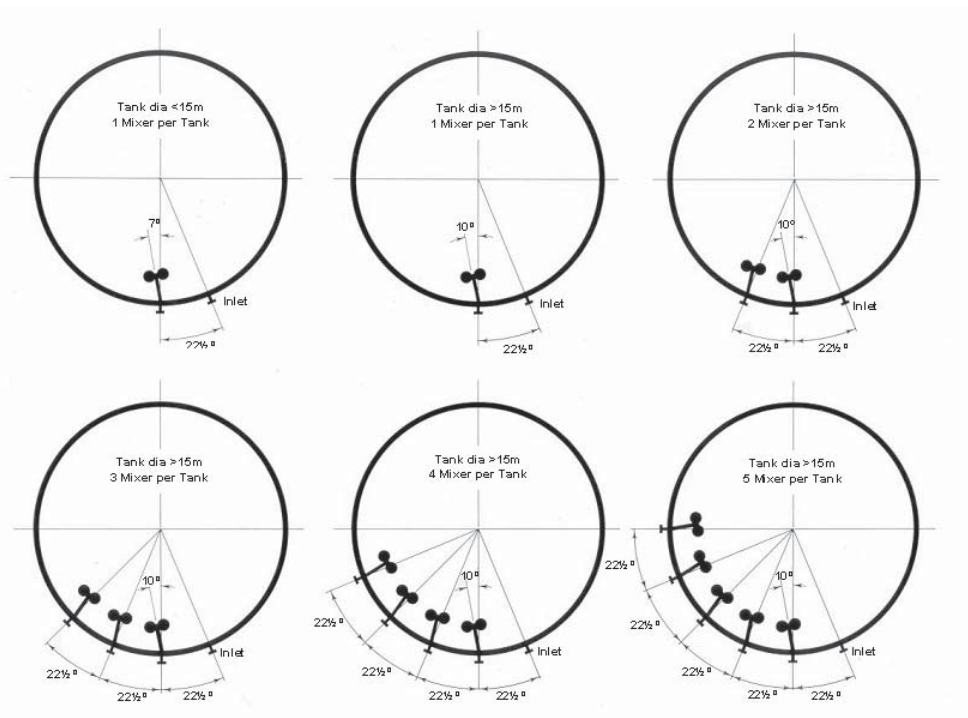 Tank dia <15m
1 Mixer per Tank
7º
Inlet
22½º
Tank dia >15m
1 Mixer per Tank
10º
Inlet
22½º
Tank dia >15m
2 Mixer per Tank
10º
Inlet
22½º 22½º
Tank dia >15m
3 Mixer per Tank
10º
Inlet
22½º
22½º 22½º
Tank dia >15m
4 Mixer per Tank
10º
22½º
Inlet
22½º
22½º 22½º
Tank dia >15m
5 Mixer per Tank
22½º
10º
22½º
Inlet
22½º
22½º 22½º